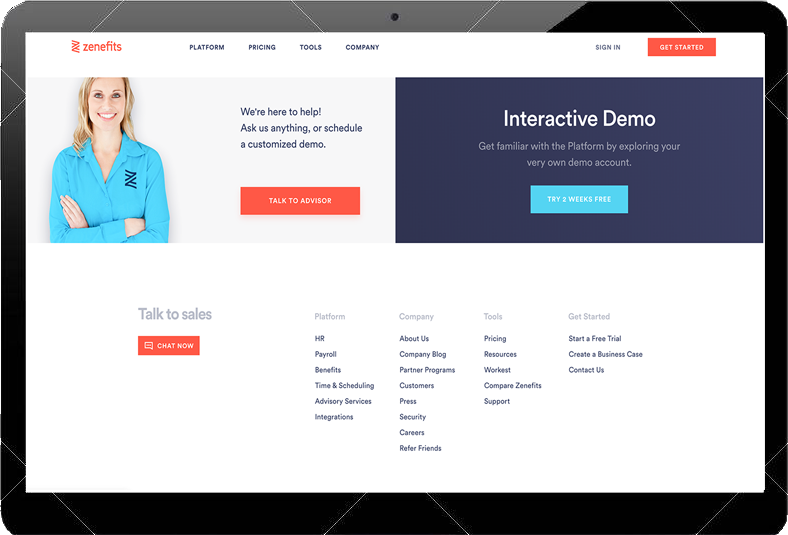 zenefits
PLATFORM
PRICING
TOOLS
COMPANY
SIGN IN
GET STARTED
We're here to help!
Ask us anything, or schedule
a customized demo.
TALK TO ADVISOR
Interactive Demo
Get familiar with the Platform by exploring your
very own demo account.
TRY 2 WEEKS FREE
Talk to sales
CHAT NOW
Platform
HR
Payroll
Benefits
Time & Scheduling
Advisory Services
Integrations
Company
About Us
Company Blog
Partner Programs
Customers
Press
Security
Careers
Refer Friends
Tools
Pricing
Resources
Workest
Compare Zenefits
Support
Get Started
Start a Free Trial
Create a Business Case
Contact Us